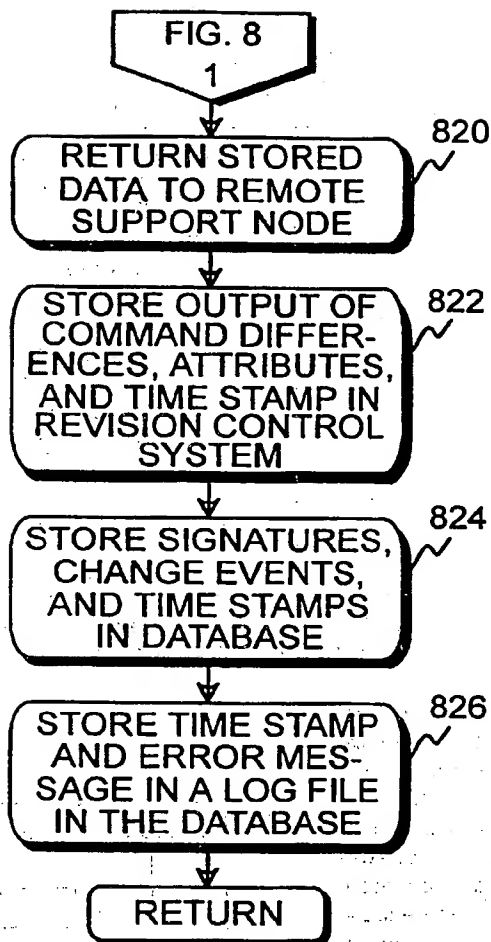 FIG. 8
1
820
RETURN STORED
DATA TO REMOTE
SUPPORT NODE
822
STORE OUTPUT OF
COMMAND DIFFER-
ENCES, ATTRIBUTES,
AND TIME STAMP IN
REVISION CONTROL
SYSTEM
824
STORE SIGNATURES,
CHANGE EVENTS,
AND TIME STAMPS
IN DATABASE
826
STORE TIME STAMP
AND ERROR MES-
SAGE IN A LOG FILE
IN THE DATABASE
RETURN